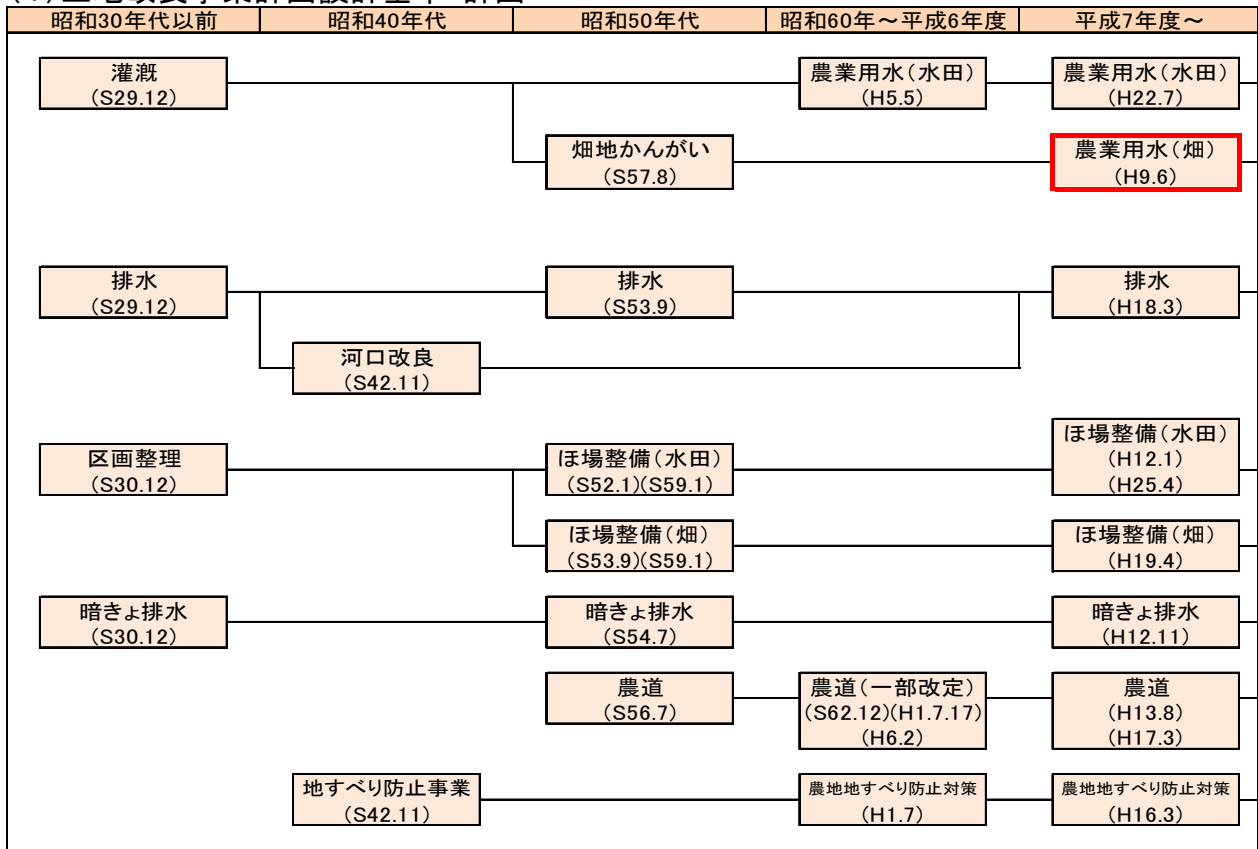 昭和30年代以前 昭和40年代 昭和50年代 昭和60年～平成6年度 平成7年度～
灌漑
(S29.12)
農業用水(水田)
(H5.5)
農業用水(水田)
(H22.7)
畑地かんがい
(S57.8)
農業用水(畑)
(H9.6)
排水
(S29.12)
排水
(S53.9)
排水
(H18.3)
河口改良
(S42.11)
区画整理
(S30.12)
ほ場整備(水田)
(S52.1)(S59.1)
ほ場整備(水田)
(H12.1)
(H25.4)
ほ場整備(畑)
(S53.9)(S59.1)
ほ場整備(畑)
(H19.4)
暗きょ排水
(S30.12)
暗きょ排水
(S54.7)
暗きょ排水
(H12.11)
農道
(S56.7)
農道(一部改定)
(S62.12)(H1.7.17)
(H6.2)
農道
(H13.8)
(H17.3)
地すべり防止事業
(S42.11)
農地地すべり防止対策
(H1.7)
農地地すべり防止対策
(H16.3)